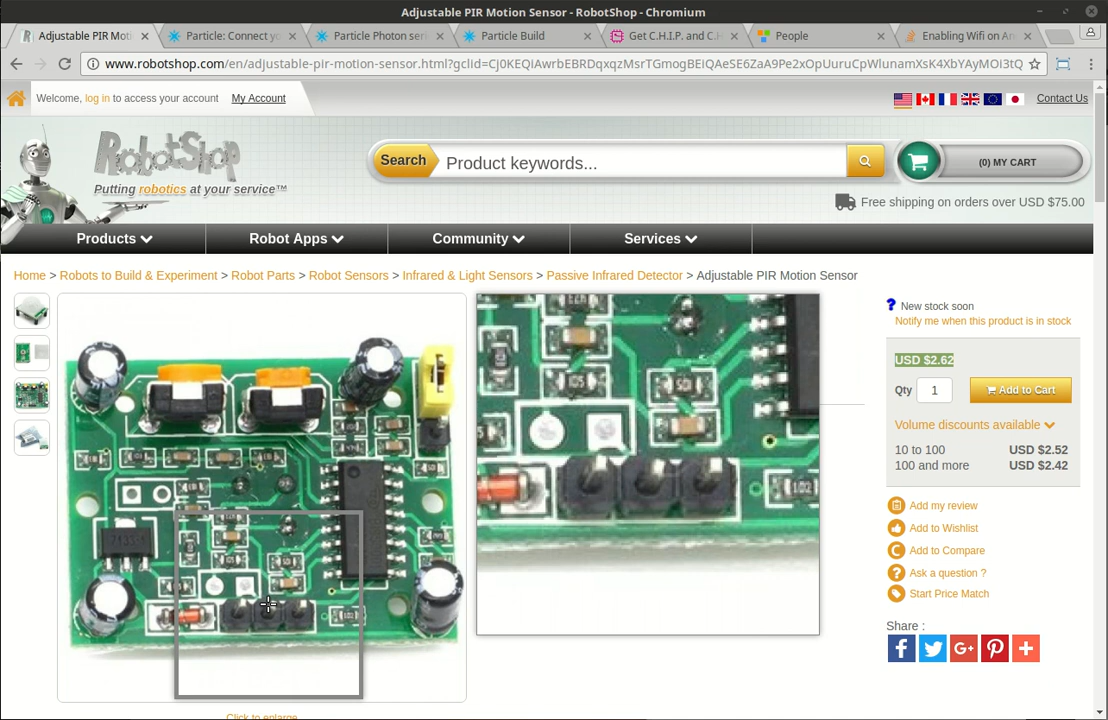 Adjustable PIR Motion Sensor - RobotShop - Chromium
Adjustable PIR Moti
Particle: Connect yo
Particle Photon seri
Particle Build
Get C.H.I.P. and C.H
People
Enabling Wifi on An
www.robotshop.com/en/adjustable-pir-motion-sensor.html?gclid=
Welcome, log in to access your account
My Account
Contact Us
RobotShop
Putting robotics at your service™
Search
Product keywords...
(0) MY CART
Free shipping on orders over USD $75.00
Products
Robot Apps
Community
Services
Home > Robots to Build & Experiment > Robot Parts > Robot Sensors > Infrared & Light Sensors > Passive Infrared Detector > Adjustable PIR Motion Sensor
? New stock soon
Notify me when this product is in stock
USD $2.62
Qty 1 Add to Cart
Volume discounts available
10 to 100 USD $2.52
100 and more USD $2.42
Add my review
Add to Wishlist
C Add to Compare
? Ask a question ?
Start Price Match
Share :
f G+ +
105
102
Click to enlarge